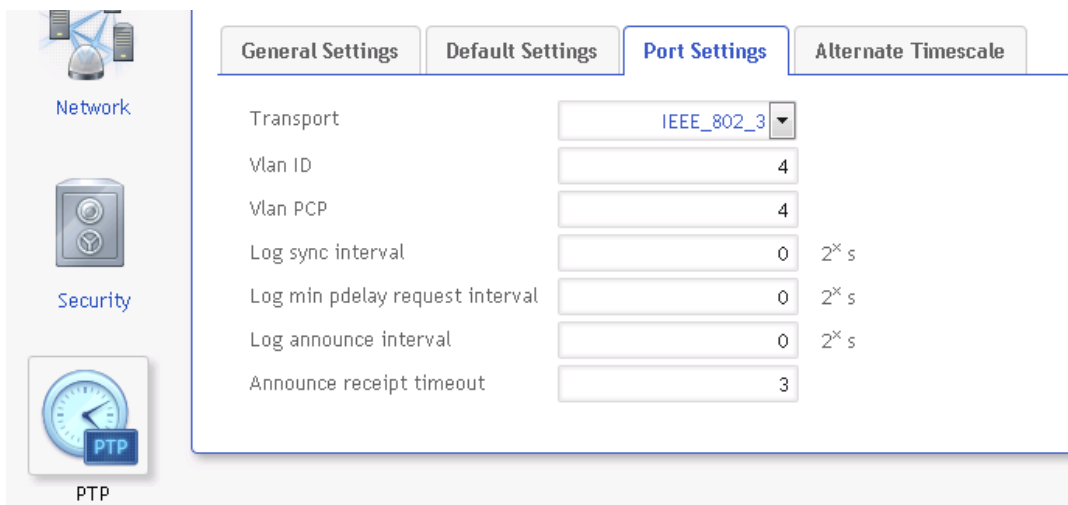 General Settings Default Settings Port Settings Alternate Timescale
Network
Transport IEEE_802_3
Vlan ID 4
Vlan PCP 4
Log sync interval 0 2ˣ s
Security
Log min pdelay request interval 0 2ˣ s
Log announce interval 0 2ˣ s
Announce receipt timeout 3
PTP
PTP